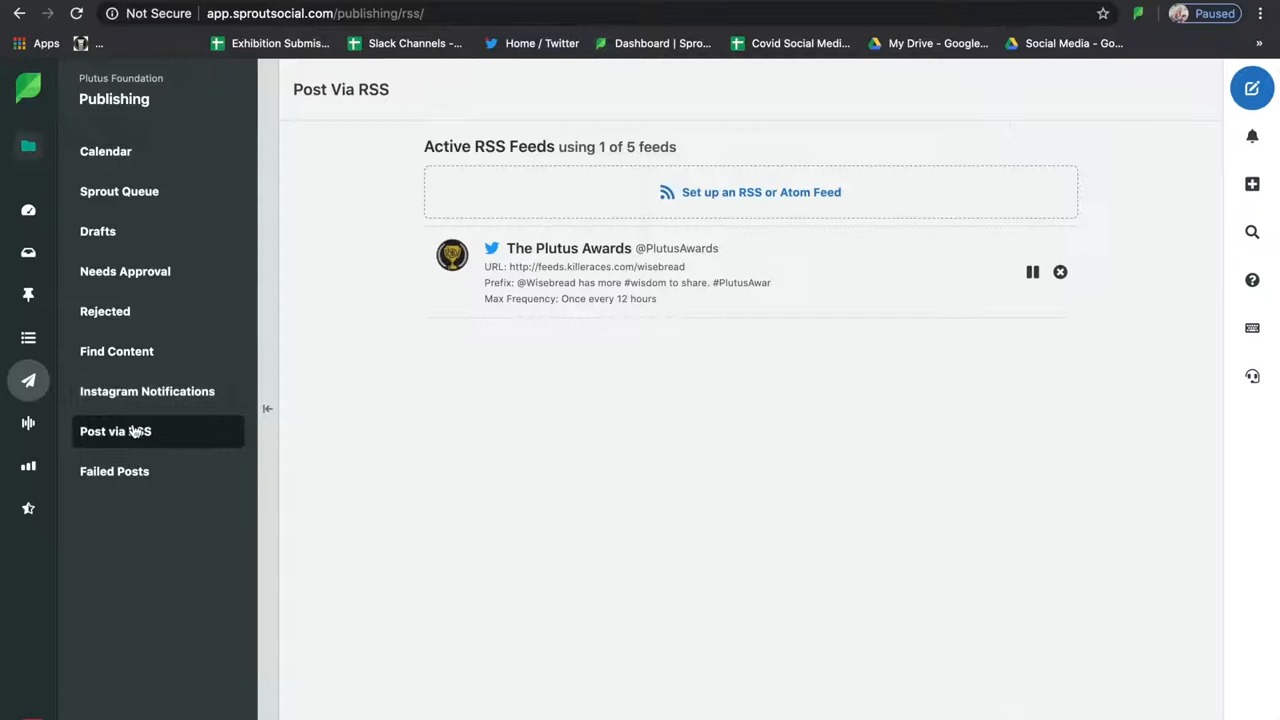 Not Secure app.sproutsocial.com/publishing/rss/ Paused
Apps ... Exhibition Submis... Slack Channels -... Home / Twitter Dashboard | Spro... Covid Social Medi... My Drive - Google... Social Media - Go... »
Plutus Foundation
Publishing
Calendar
Sprout Queue
Drafts
Needs Approval
Rejected
Find Content
Instagram Notifications
Post via RSS
Failed Posts
Post Via RSS
Active RSS Feeds using 1 of 5 feeds
Set up an RSS or Atom Feed
The Plutus Awards @PlutusAwards
URL: http://feeds.killeraces.com/wisebread
Prefix: @Wisebread has more #wisdom to share. #PlutusAwar
Max Frequency: Once every 12 hours